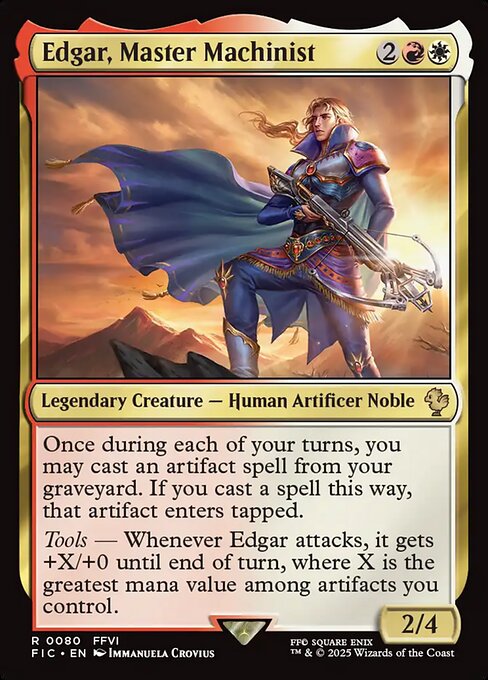 Edgar, Master Machinist 2
Legendary Creature — Human Artificer Noble
Once during each of your turns, you
may cast an artifact spell from your
graveyard. If you cast a spell this way,
that artifact enters tapped.
Tools — Whenever Edgar attacks, it gets
+X/+0 until end of turn, where X is the
greatest mana value among artifacts you
control.
2/4
R 0080 FFVI
FIC • EN Immanuela Crovius
FF© SQUARE ENIX
™ & © 2025 Wizards of the Coast